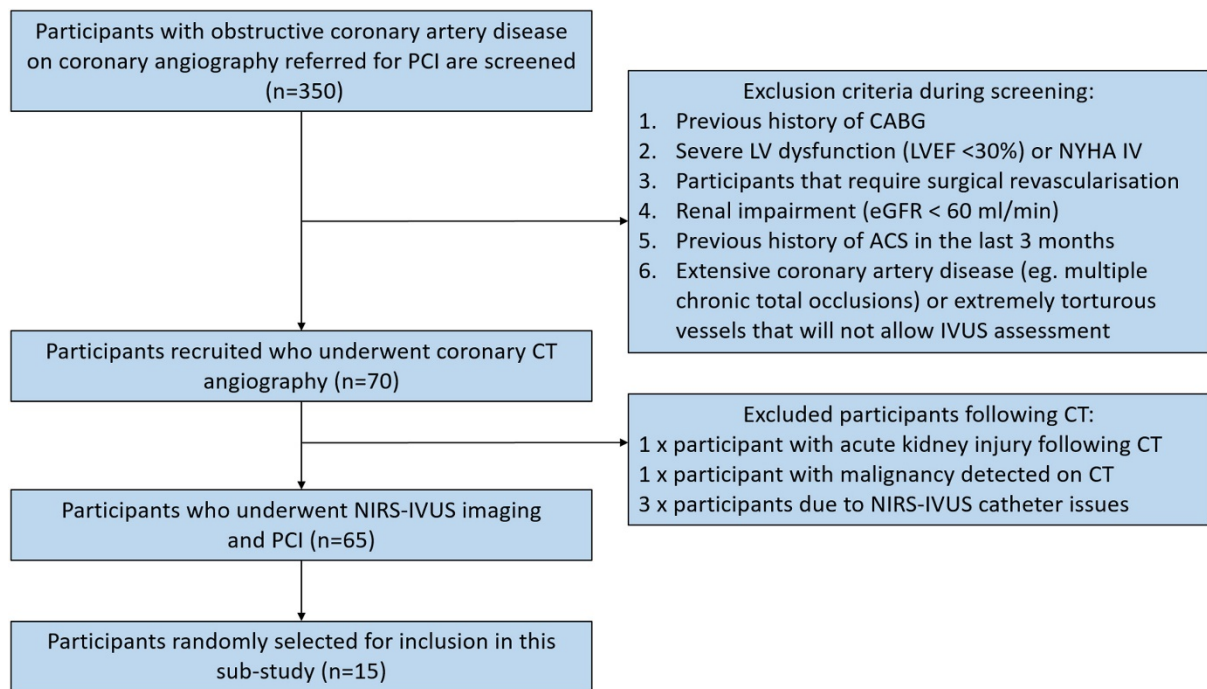 Participants with obstructive coronary artery disease
on coronary angiography referred for PCI are screened
(n=350)
Exclusion criteria during screening:
1. Previous history of CABG
2. Severe LV dysfunction (LVEF <30%) or NYHA IV
3. Participants that require surgical revascularisation
4. Renal impairment (eGFR < 60 ml/min)
5. Previous history of ACS in the last 3 months
6. Extensive coronary artery disease (eg. multiple
chronic total occlusions) or extremely torturous
vessels that will not allow IVUS assessment
Participants recruited who underwent coronary CT
angiography (n=70)
Excluded participants following CT:
1 x participant with acute kidney injury following CT
1 x participant with malignancy detected on CT
3 x participants due to NIRS-IVUS catheter issues
Participants who underwent NIRS-IVUS imaging
and PCI (n=65)
Participants randomly selected for inclusion in this
sub-study (n=15)